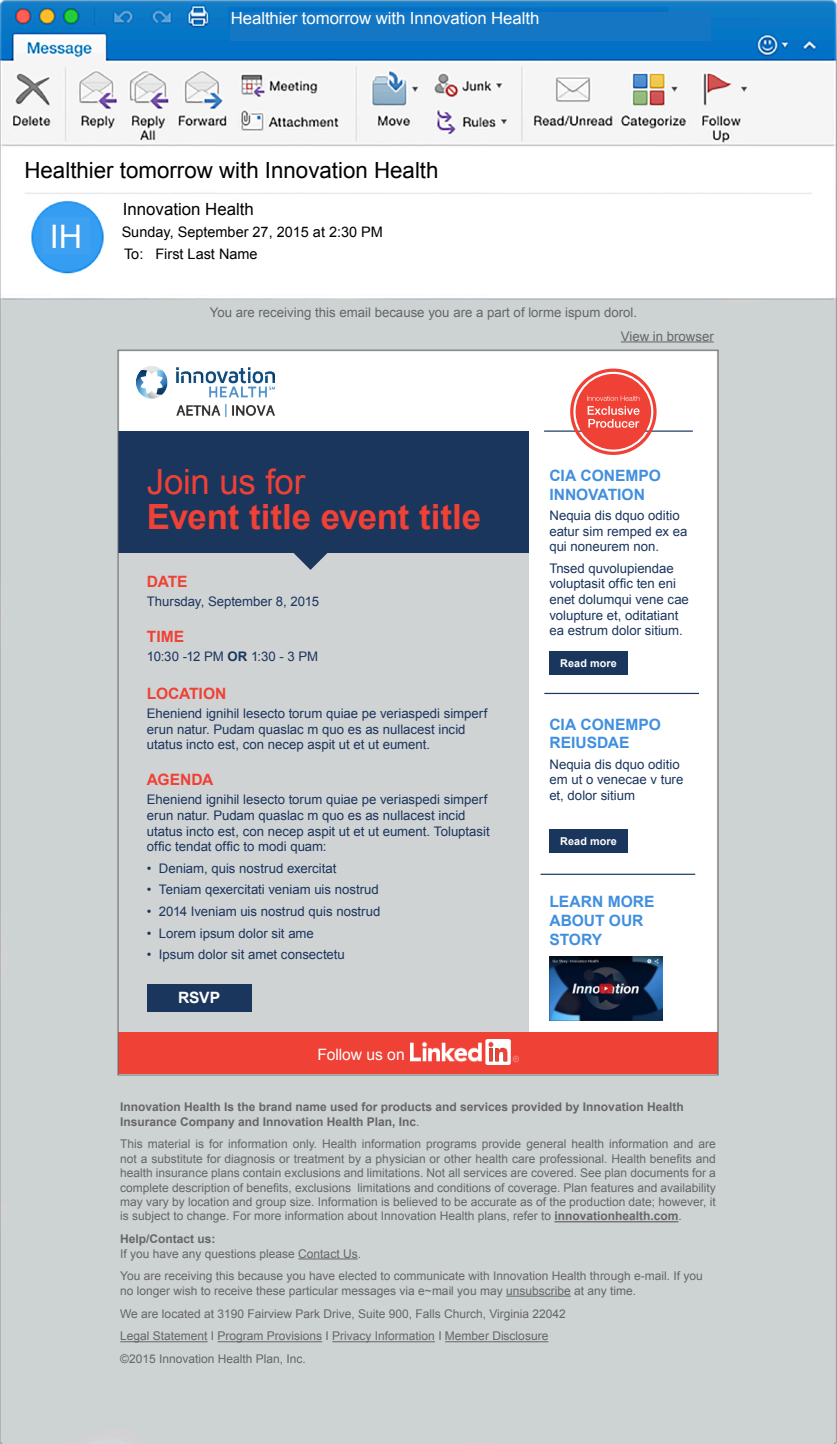 Healthier tomorrow with Innovation Health
Message
Delete
Reply
Reply All
Forward
Meeting
Attachment
Move
Junk
Rules
Read/Unread
Categorize
Follow Up
Healthier tomorrow with Innovation Health
IH
Innovation Health
Sunday, September 27, 2015 at 2:30 PM
To: First Last Name
You are receiving this email because you are a part of lorme ispum dorol.
View in browser
innovation
HEALTH℠
AETNA | INOVA
Innovation Health
Exclusive
Producer
Join us for
Event title event title
DATE
Thursday, September 8, 2015
TIME
10:30 -12 PM OR 1:30 - 3 PM
LOCATION
Eheniend ignihil lesecto torum quiae pe veriaspedi simperf
erun natur. Pudam quaslac m quo es as nullacest incid
utatus incto est, con necep aspit ut et ut eument.
AGENDA
Eheniend ignihil lesecto torum quiae pe veriaspedi simperf
erun natur. Pudam quaslac m quo es as nullacest incid
utatus incto est, con necep aspit ut et ut eument. Toluptasit
offic tendat offic to modi quam:
• Deniam, quis nostrud exercitat
• Teniam qexercitati veniam uis nostrud
• 2014 Iveniam uis nostrud quis nostrud
• Lorem ipsum dolor sit ame
• Ipsum dolor sit amet consectetu
RSVP
CIA CONEMPO
INNOVATION
Nequia dis dquo oditio
eatur sim remped ex ea
qui noneurem non.
Tnsed quvolupiendae
voluptasit offic ten eni
enet dolumqui vene cae
volupture et, oditatiant
ea estrum dolor sitium.
Read more
CIA CONEMPO
REIUSDAE
Nequia dis dquo oditio
em ut o venecae v ture
et, dolor sitium
Read more
LEARN MORE
ABOUT OUR
STORY
Our Story- Innovation Health
Follow us on Linked in®
Innovation Health Is the brand name used for products and services provided by Innovation Health
Insurance Company and Innovation Health Plan, Inc.
This material is for information only. Health information programs provide general health information and are
not a substitute for diagnosis or treatment by a physician or other health care professional. Health benefits and
health insurance plans contain exclusions and limitations. Not all services are covered. See plan documents for a
complete description of benefits, exclusions limitations and conditions of coverage. Plan features and availability
may vary by location and group size. Information is believed to be accurate as of the production date; however, it
is subject to change. For more information about Innovation Health plans, refer to innovationhealth.com.
Help/Contact us:
If you have any questions please Contact Us.
You are receiving this because you have elected to communicate with Innovation Health through e-mail. If you
no longer wish to receive these particular messages via e~mail you may unsubscribe at any time.
We are located at 3190 Fairview Park Drive, Suite 900, Falls Church, Virginia 22042
Legal Statement I Program Provisions I Privacy Information I Member Disclosure
©2015 Innovation Health Plan, Inc.